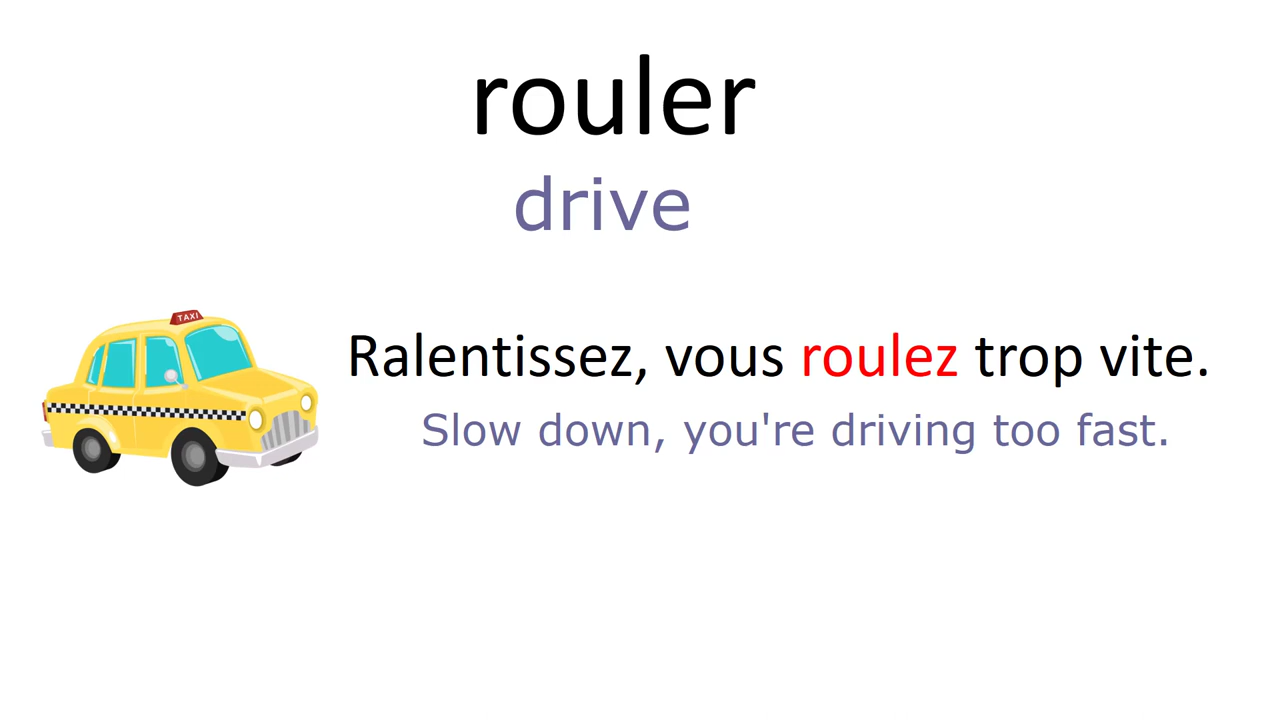 rouler
drive
TAXI
Ralentissez, vous roulez trop vite.
Slow down, you're driving too fast.